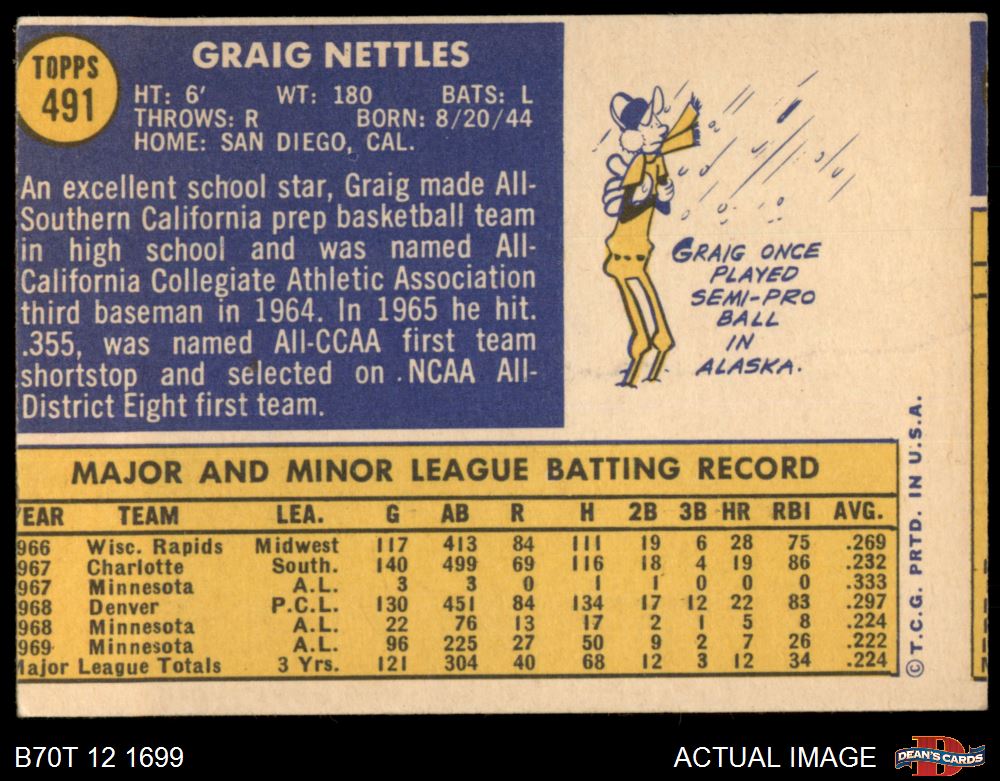 TOPPS
491
GRAIG NETTLES
HT: 6' WT: 180 BATS: L
THROWS: R BORN: 8/20/44
HOME: SAN DIEGO, CAL.
An excellent school star, Graig made All-
Southern California prep basketball team
in high school and was named All-
California Collegiate Athletic Association
third baseman in 1964. In 1965 he hit.
.355, was named All-CCAA first team
shortstop and selected on NCAA All-
District Eight first team.
GRAIG ONCE
PLAYED
SEMI-PRO
BALL
IN
ALASKA.
MAJOR AND MINOR LEAGUE BATTING RECORD
EAR TEAM LEA. G AB R H 2B 3B HR RBI AVG.
966 Wisc. Rapids Midwest 117 413 84 111 19 6 28 75 .269
967 Charlotte South. 140 499 69 116 18 4 19 86 .232
967 Minnesota A.L. 3 3 0 1 1 0 0 0 .333
968 Denver P.C.L. 130 451 84 134 17 12 22 83 .297
968 Minnesota A.L. 22 76 13 17 2 1 5 8 .224
969 Minnesota A.L. 96 225 27 50 9 2 7 26 .222
Major League Totals 3 Yrs. 121 304 40 68 12 3 12 34 .224
© T.C.G. PRTD. IN U.S.A.
B70T 12 1699
ACTUAL IMAGE
D
DEAN'S CARDS